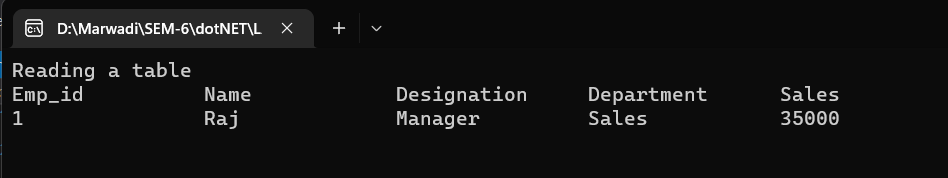 D:\Marwadi\SEM-6\dotNET\L
Reading a table
Emp_id Name Designation Department Sales
1 Raj Manager Sales 35000